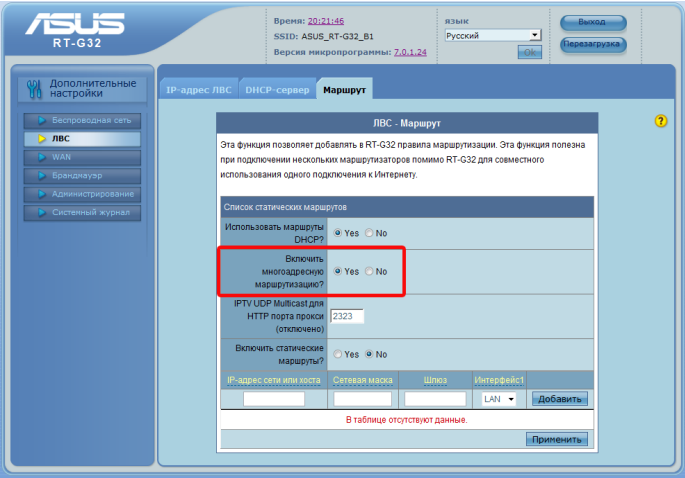 ASUS
RT-G32
Время: 20:21:46
SSID: ASUS_RT-G32_B1
Версия микропрограммы: 7.0.1.24
язык
Русский
Ok
Выход
Перезагрузка
Дополнительные
настройки
Беспроводная сеть
ЛВС
WAN
Брандмауэр
Администрирование
Системный журнал
IP-адрес ЛВС
DHCP-сервер
Маршрут
ЛВС - Маршрут
?
Эта функция позволяет добавлять в RT-G32 правила маршрутизации. Эта функция полезна
при подключении нескольких маршрутизаторов помимо RT-G32 для совместного
использования одного подключения к Интернету.
Список статических маршрутов
Использовать маршруты
DHCP?
Yes No
Включить
многоадресную
маршрутизацию?
Yes No
IPTV UDP Multicast для
HTTP порта прокси
(отключено)
2323
Включить статические
маршруты?
Yes No
IP-адрес сети или хоста
Сетевая маска
Шлюз
Интерфейс1
LAN
Добавить
В таблице отсутствуют данные.
Применить